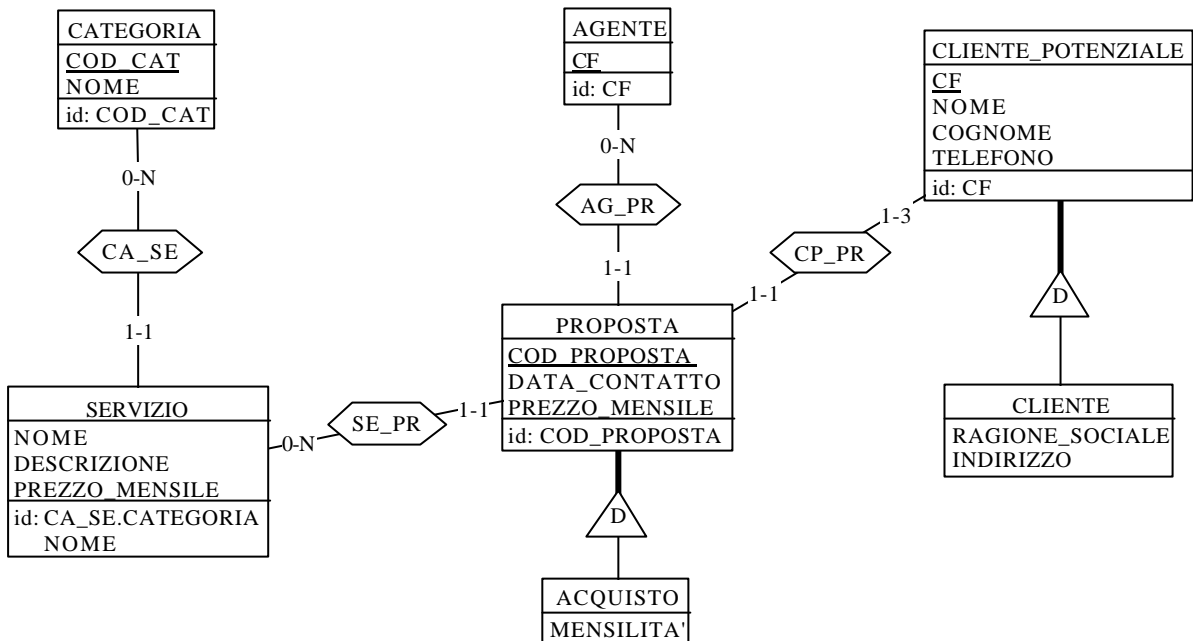 CATEGORIA
COD_CAT
NOME
id: COD_CAT
0-N
CA_SE
1-1
SERVIZIO
NOME
DESCRIZIONE
PREZZO_MENSILE
id: CA_SE.CATEGORIA
NOME
0-N
SE_PR
1-1
AGENTE
CF
id: CF
0-N
AG_PR
1-1
PROPOSTA
COD_PROPOSTA
DATA_CONTATTO
PREZZO_MENSILE
id: COD_PROPOSTA
D
ACQUISTO
MENSILITA'
1-1
CP_PR
1-3
CLIENTE_POTENZIALE
CF
NOME
COGNOME
TELEFONO
id: CF
D
CLIENTE
RAGIONE_SOCIALE
INDIRIZZO